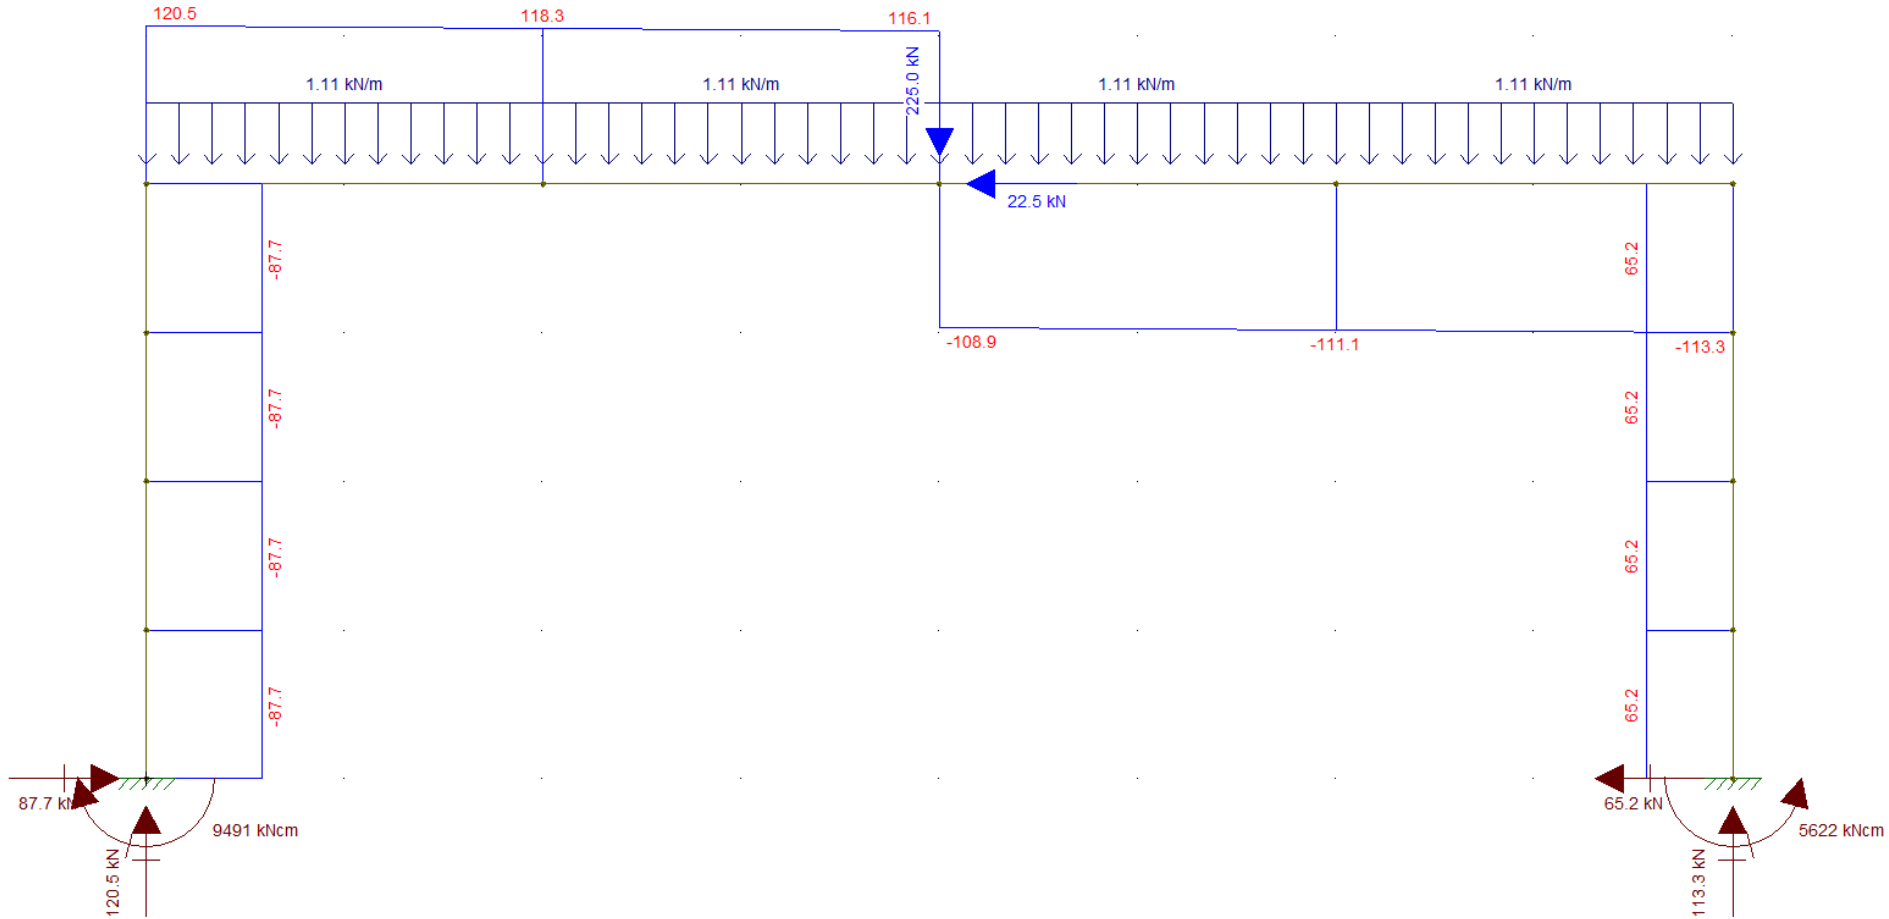 120.5
118.3
116.1
1.11 kN/m
1.11 kN/m
225.0 kN
1.11 kN/m
1.11 kN/m
22.5 kN
-87.7
65.2
-108.9
-111.1
-113.3
-87.7
65.2
-87.7
65.2
-87.7
65.2
87.7 kN
9491 kNcm
120.5 kN
65.2 kN
5622 kNcm
113.3 kN